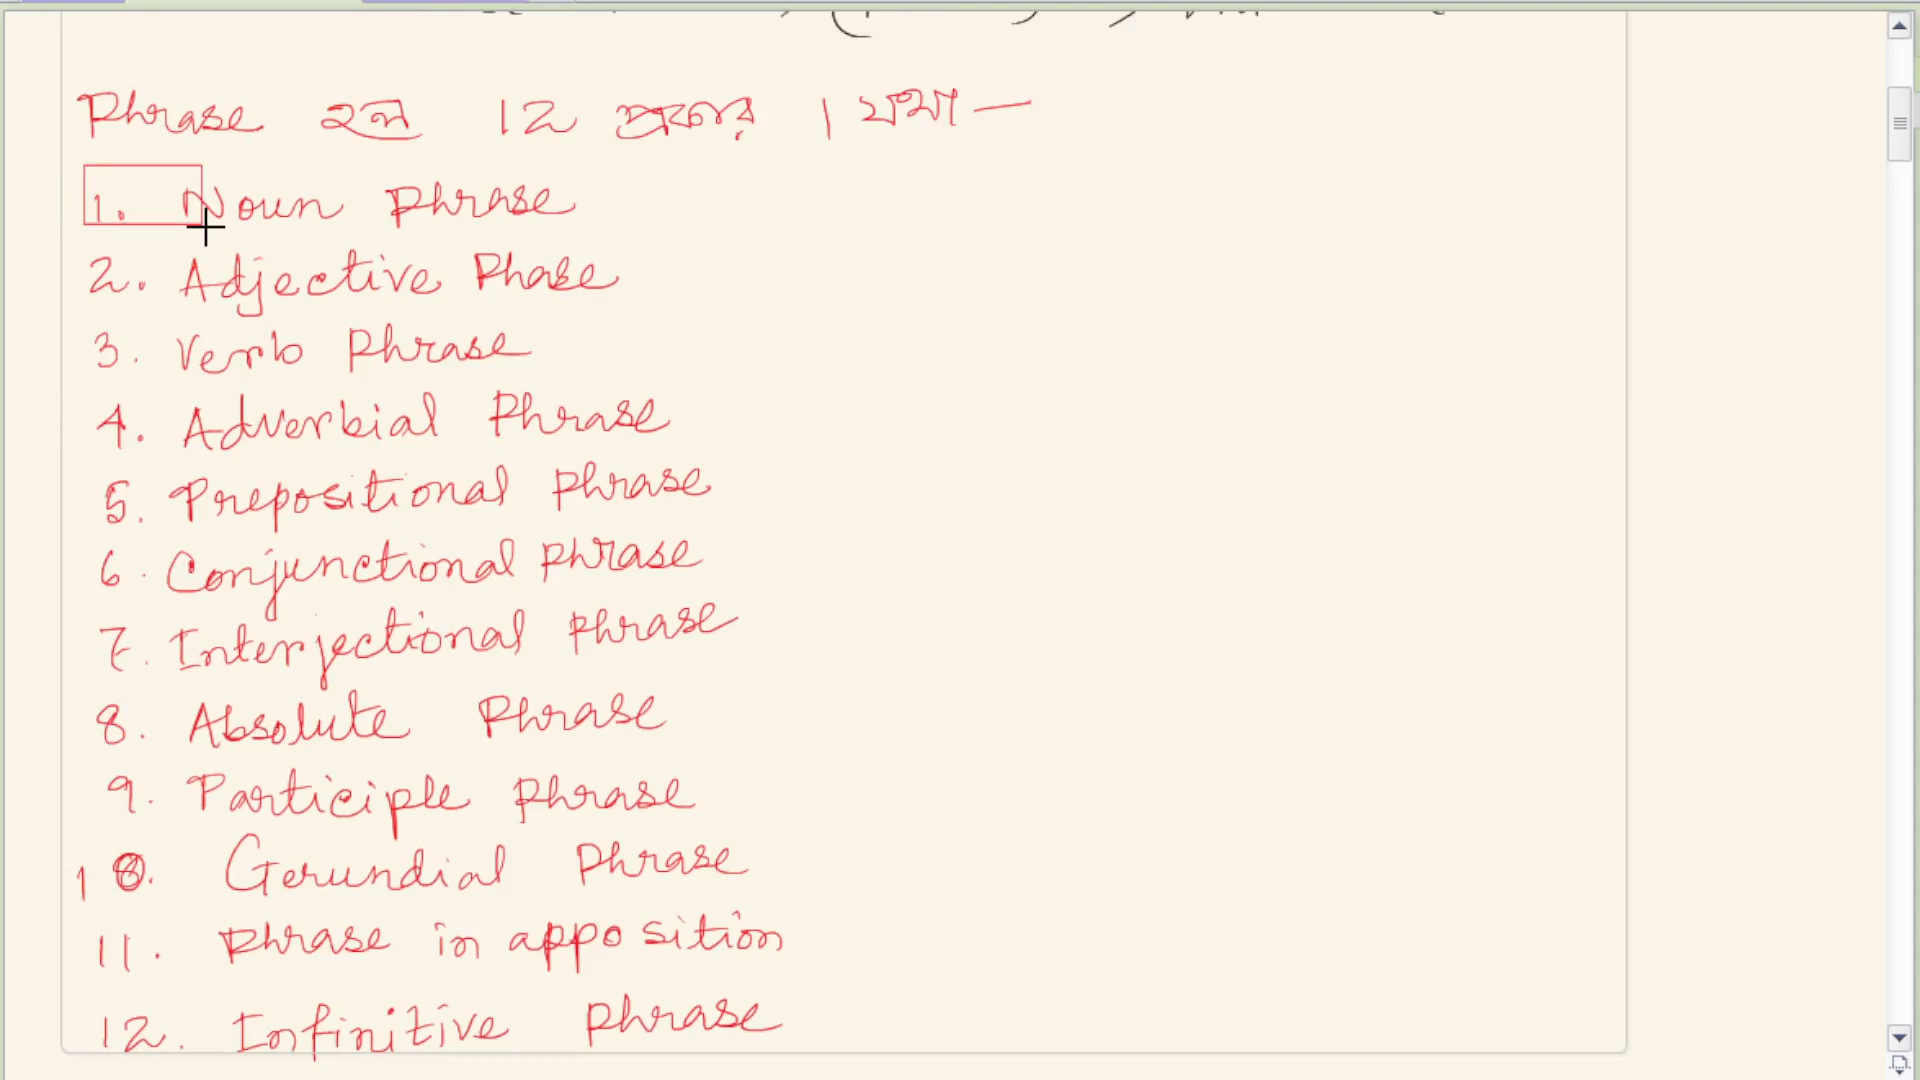 Phrase হল 12 প্রকার । যথা —
1. Noun Phrase
2. Adjective Phase
3. Verb Phrase
4. Adverbial Phrase
5. Prepositional Phrase
6. Conjunctional Phrase
7. Interjectional Phrase
8. Absolute Phrase
9. Participle Phrase
10. Gerundial Phrase
11. Phrase in apposition
12. Infinitive Phrase